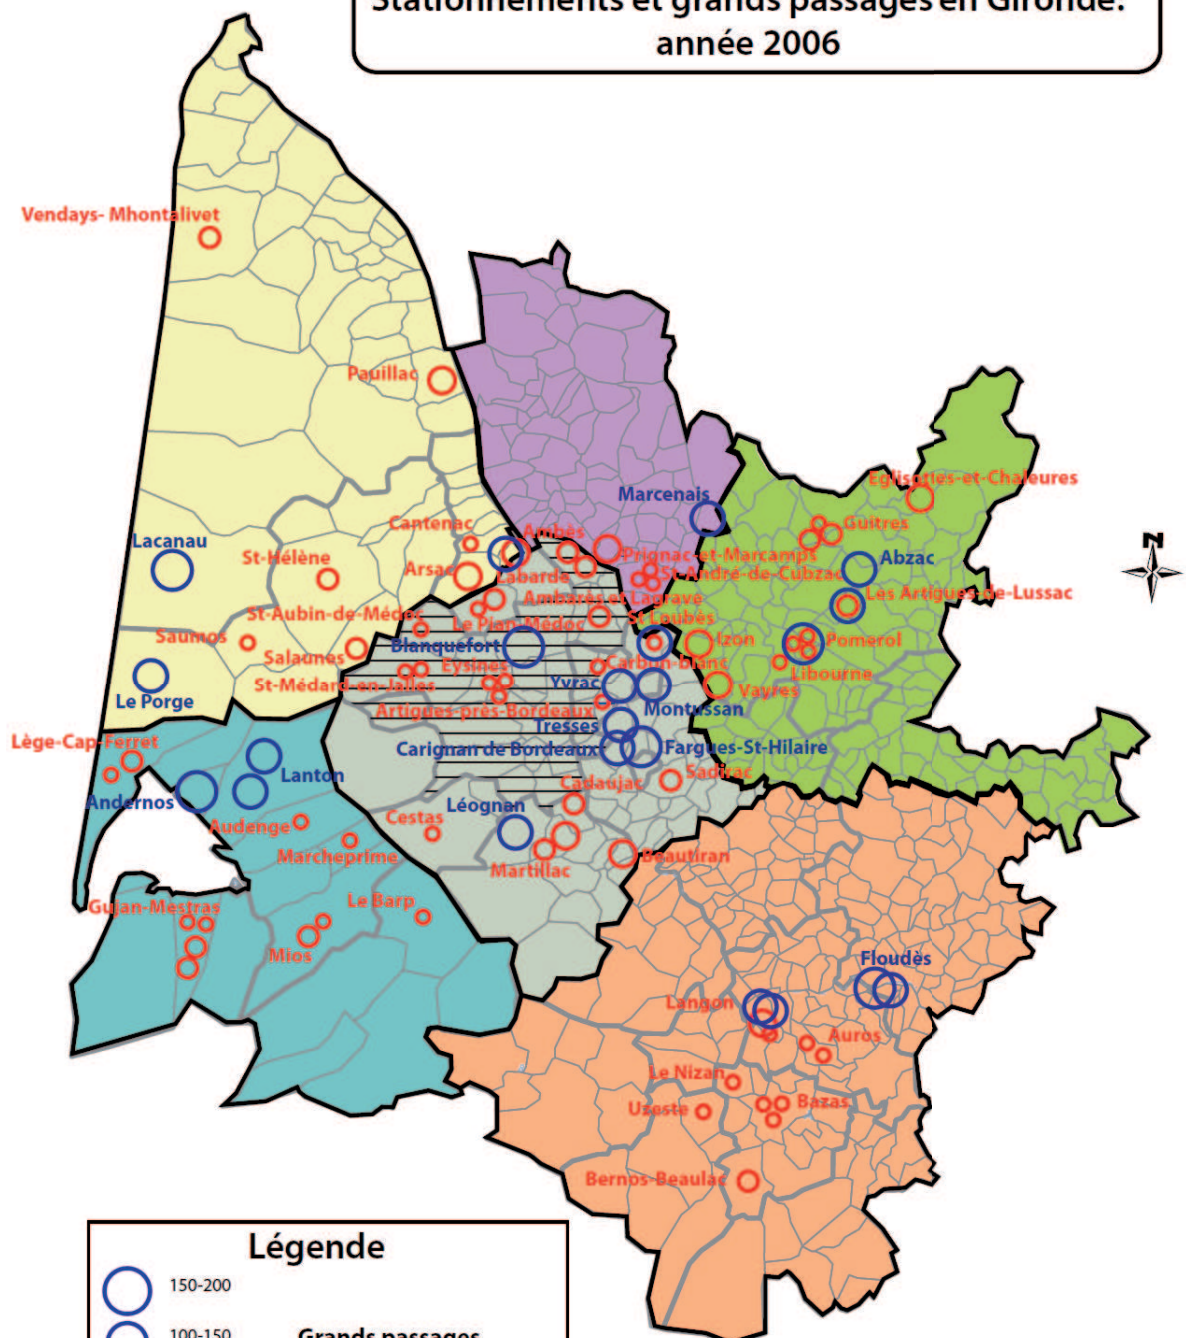 Stationnements et grands passages en Gironde:
année 2006
Vendays- Mhontalivet
Pauillac
Marcenais
Eglisottes-et-Chaleures
Cantenac
Ambès
Guitres
N
Lacanau
St-Hélène
Arsac
Labarde
Prignac-et-Marcamps
Abzac
St-André-de-Cubzac
Les Artigues-de-Lussac
St-Aubin-de-Médoc
Ambarès et Lagrave
Le Pian-Médoc
St Loubès
Saumos
Salaunes
Blanquefort
Izon
Pomerol
Eysines
Carbon-blanc
Libourne
St-Médard-en-Jalles
Yvrac
Vayres
Le Porge
Artigues-près-Bordeaux
Montussan
Tresses
Lège-Cap-Ferret
Carignan de Bordeaux
Fargues-St-Hilaire
Lanton
Cadaujac
Sadirac
Andernos
Léognan
Audenge
Cestas
Marcheprime
Martillac
Beautiran
Gujan-Mestras
Le Barp
Mios
Floudès
Langon
Auros
Le Nizan
Uzeste
Bazas
Bernos-Beaulac
Légende
150-200
100-150
Grands passages